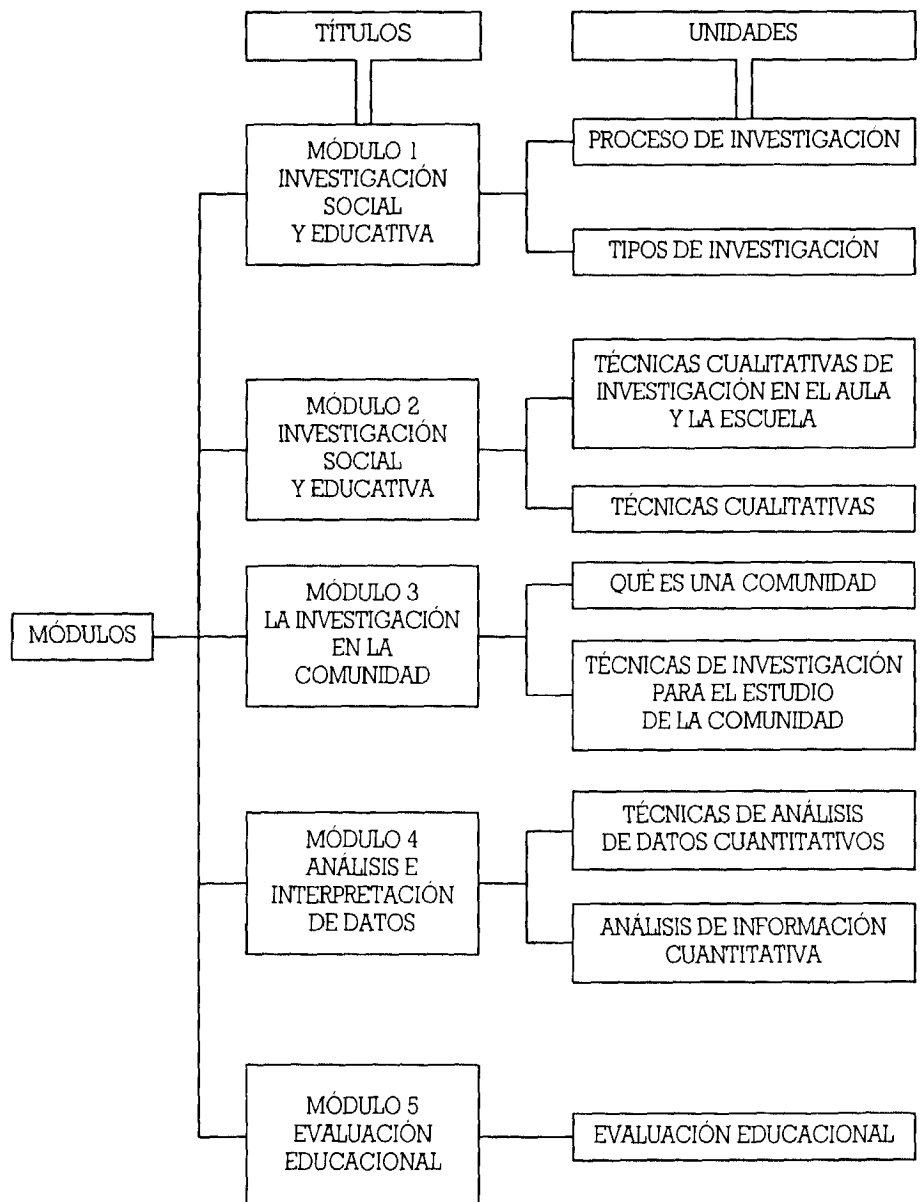 TÍTULOS
UNIDADES
MÓDULO 1
INVESTIGACIÓN
SOCIAL
Y EDUCATIVA
PROCESO DE INVESTIGACIÓN
TIPOS DE INVESTIGACIÓN
MÓDULO 2
INVESTIGACIÓN
SOCIAL
Y EDUCATIVA
TÉCNICAS CUALITATIVAS DE
INVESTIGACIÓN EN EL AULA
Y LA ESCUELA
TÉCNICAS CUALITATIVAS
MÓDULOS
MÓDULO 3
LA INVESTIGACIÓN
EN LA
COMUNIDAD
QUÉ ES UNA COMUNIDAD
TÉCNICAS DE INVESTIGACIÓN
PARA EL ESTUDIO
DE LA COMUNIDAD
MÓDULO 4
ANÁLISIS E
INTERPRETACIÓN
DE DATOS
TÉCNICAS DE ANÁLISIS
DE DATOS CUANTITATIVOS
ANÁLISIS DE INFORMACIÓN
CUANTITATIVA
MÓDULO 5
EVALUACIÓN
EDUCACIONAL
EVALUACIÓN EDUCACIONAL